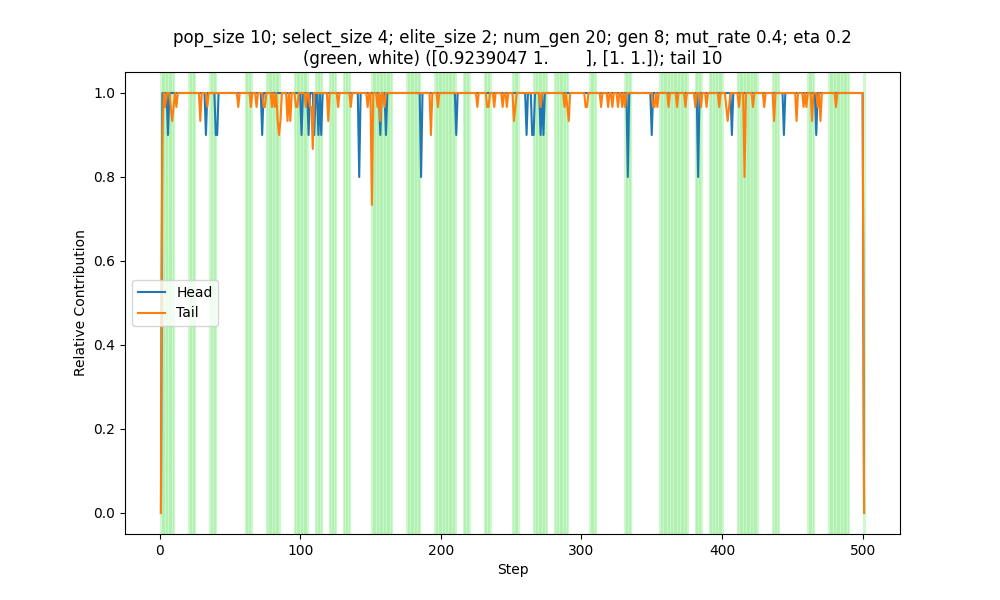 pop_size 10; select_size 4; elite_size 2; num_gen 20; gen 8; mut_rate 0.4; eta 0.2
(green, white) ([0.9239047 1.        ], [1. 1.]); tail 10
1.0
0.8
0.6
0.4
0.2
0.0
Relative Contribution
Head
Tail
0
100
200
300
400
500
Step